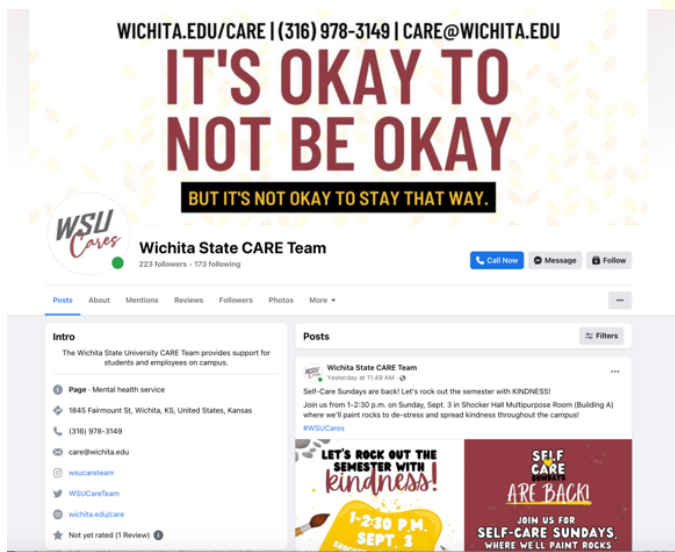 WICHITA.EDU/CARE | (316) 978-3149 | CARE@WICHITA.EDU
IT'S OKAY TO
NOT BE OKAY
BUT IT'S NOT OKAY TO STAY THAT WAY.
WSU
Cares
Wichita State CARE Team
223 followers • 173 following
Call Now
Message
Follow
Posts
About
Mentions
Reviews
Followers
Photos
More
Intro
The Wichita State University CARE Team provides support for
students and employees on campus.
Page · Mental health service
1845 Fairmount St, Wichita, KS, United States, Kansas
(316) 978-3149
care@wichita.edu
wsucareteam
WSUCareTeam
wichita.edu/care
Not yet rated (1 Review)
Posts
Filters
Wichita State CARE Team
Yesterday at 11:49 AM ·
Self-Care Sundays are back! Let's rock out the semester with KINDNESS!
Join us from 1-2:30 p.m. on Sunday, Sept. 3 in Shocker Hall Multipurpose Room (Building A)
where we'll paint rocks to de-stress and spread kindness throughout the campus!
#WSUCares
LET'S ROCK OUT THE
SEMESTER WITH
kindness!
1-2:30 P.M.
SEPT. 3
SELF
CARE
SUNDAYS
ARE BACK!
JOIN US FOR
SELF-CARE SUNDAYS,
WHERE WE'LL PAINT ROCKS